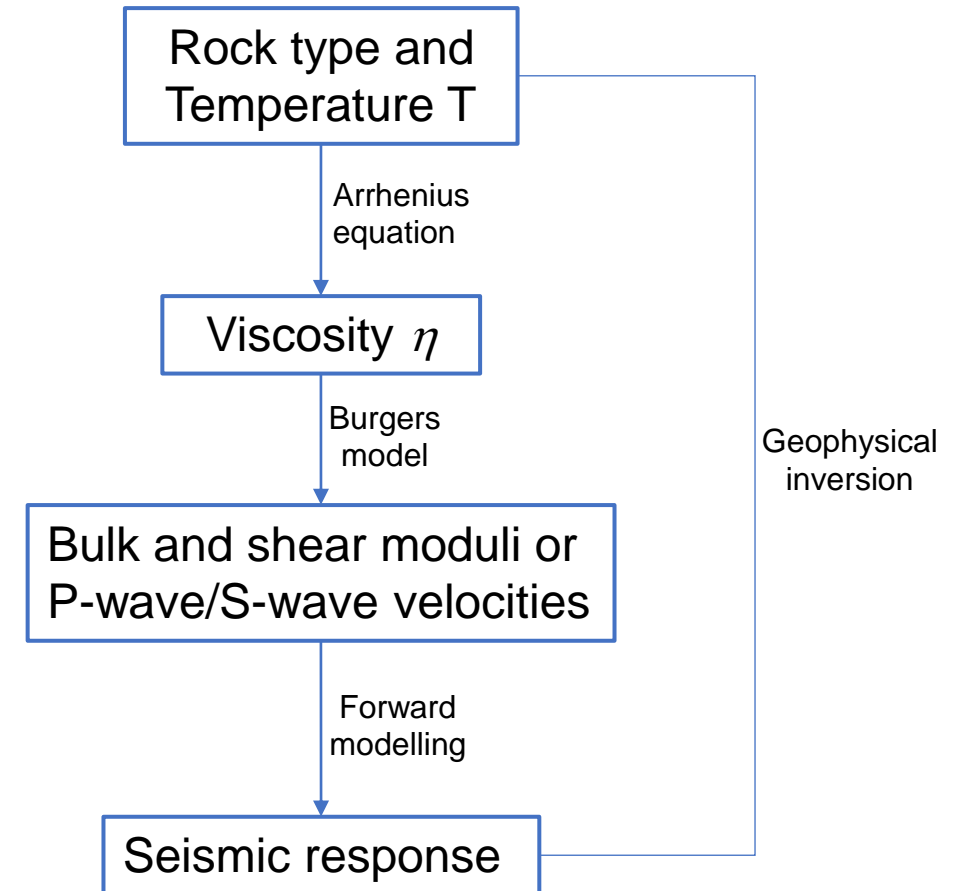 Rock type and
Temperature T
Arrhenius
equation
Viscosity η
Burgers
model
Geophysical
inversion
Bulk and shear moduli or
P-wave/S-wave velocities
Forward
modelling
Seismic response